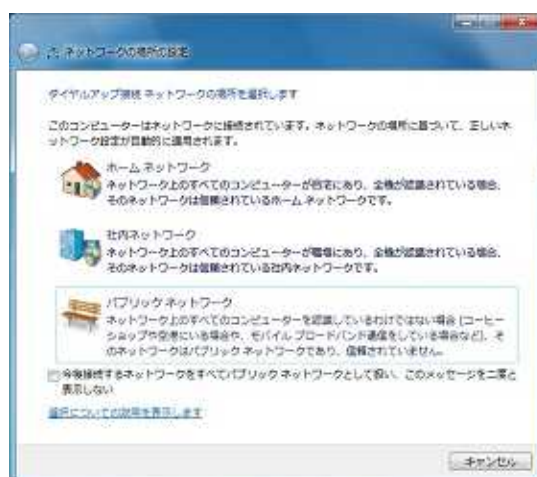 ネットワークの場所の設定
ダイヤルアップ接続 ネットワークの場所を選択します
このコンピューターはネットワークに接続されています。ネットワークの場所に基づいて、正しいネ
ットワーク設定が自動的に適用されます。
ホーム ネットワーク
ネットワーク上のすべてのコンピューターが自宅にあり、全機が認識されている場合、
そのネットワークは信頼されているホーム ネットワークです。
社内ネットワーク
ネットワーク上のすべてのコンピューターが職場にあり、全機が認識されている場合、
そのネットワークは信頼されている社内ネットワークです。
パブリック ネットワーク
ネットワーク上のすべてのコンピューターを認識しているわけではない場合 (コーヒー
ショップや空港にいる場合や、モバイル ブロードバンド通信をしている場合など)、そ
のネットワークはパブリック ネットワークであり、信頼されていません。
今後接続するネットワークをすべてパブリック ネットワークとして扱い、このメッセージを二度と
表示しない
選択についての説明を表示します
キャンセル